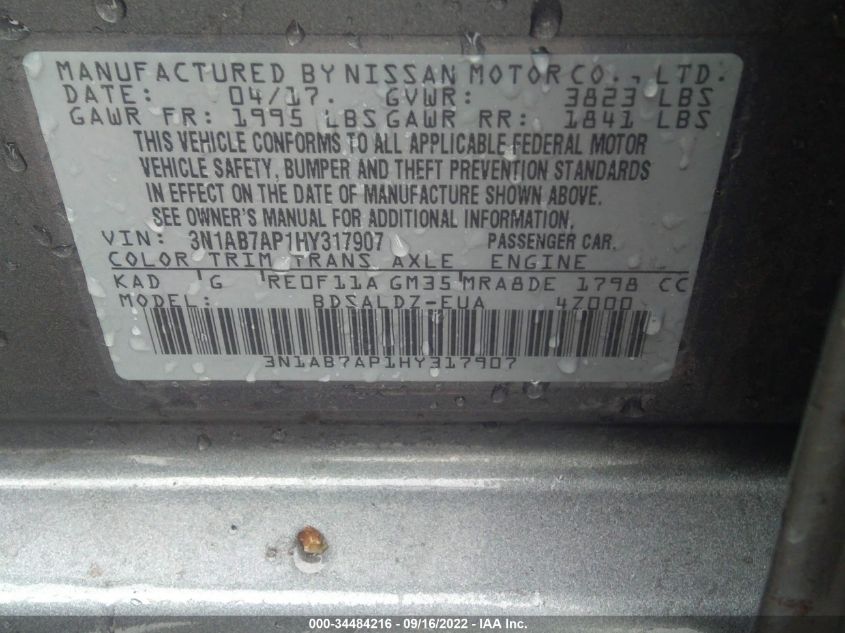 MANUFACTURED BY NISSAN MOTOR CO., LTD.
DATE: 04/17. GVWR: 3823 LBS
GAWR FR: 1995 LBS GAWR RR: 1841 LBS
THIS VEHICLE CONFORMS TO ALL APPLICABLE FEDERAL MOTOR
VEHICLE SAFETY, BUMPER AND THEFT PREVENTION STANDARDS
IN EFFECT ON THE DATE OF MANUFACTURE SHOWN ABOVE.
SEE OWNER'S MANUAL FOR ADDITIONAL INFORMATION.
VIN: 3N1AB7AP1HY317907 PASSENGER CAR.
COLOR TRIM TRANS AXLE ENGINE
KAD G RE0F11A GM35 MRA8DE 1798 CC
MODEL: BDSALDZ-EUA 4Z000
3N1AB7AP1HY317907
000-34484216 - 09/16/2022 - IAA Inc.